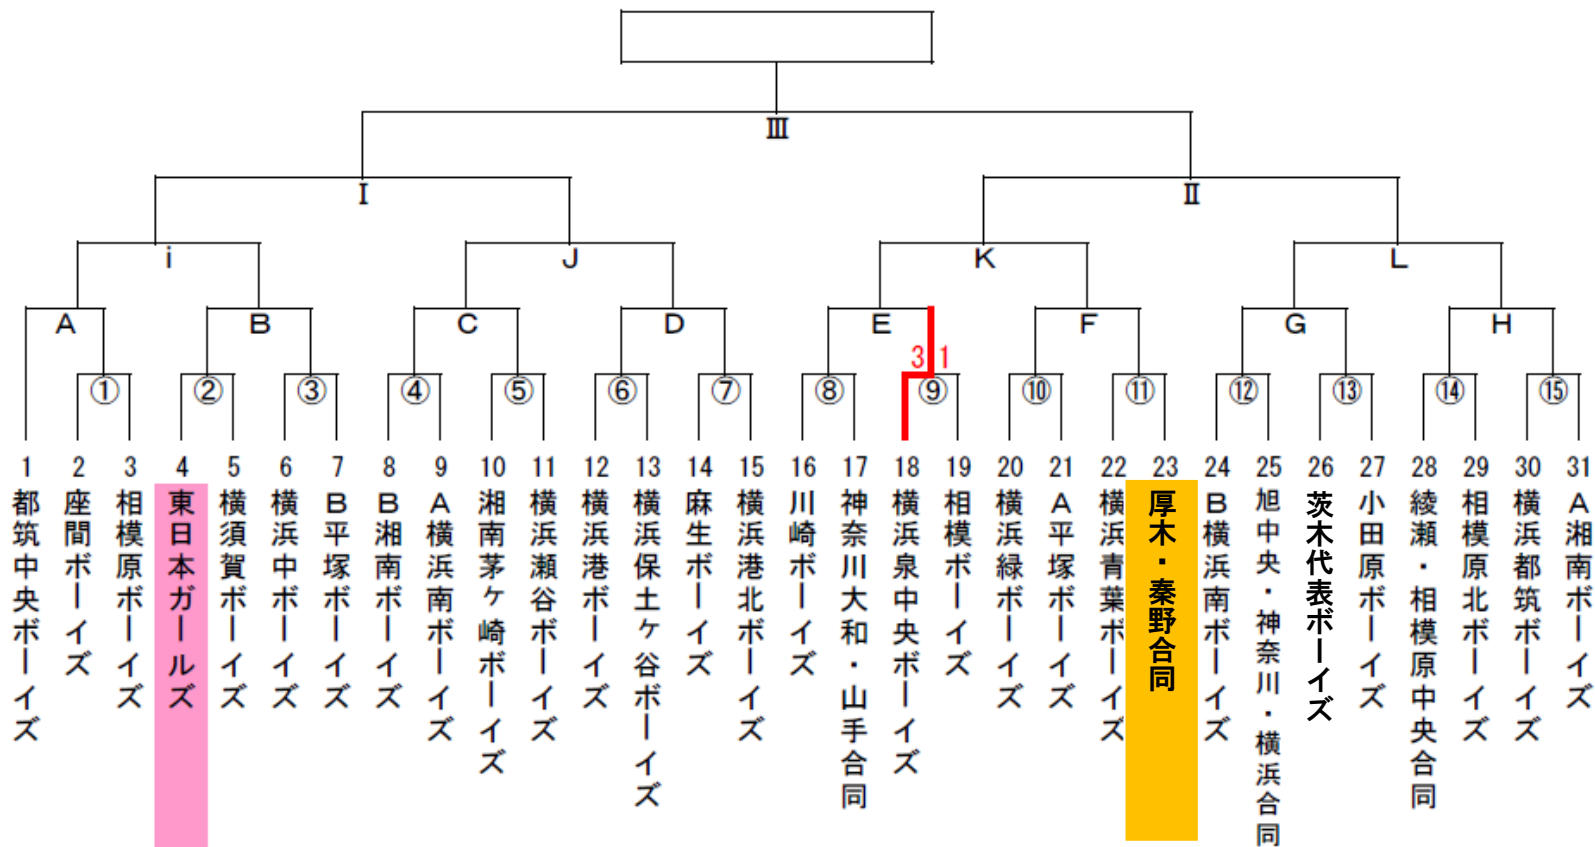 Ⅲ
Ⅰ
Ⅱ
i
J
K
L
A
B
C
D
E
F
G
H
3 1
①
②
③
④
⑤
⑥
⑦
⑧
⑨
⑩
⑪
⑫
⑬
⑭
⑮
1
都筑中央ボーイズ
2
座間ボーイズ
3
相模原ボーイズ
4
東日本ガールズ
5
横須賀ボーイズ
6
横浜中ボーイズ
7
B平塚ボーイズ
8
B湘南ボーイズ
9
A横浜南ボーイズ
10
湘南茅ヶ崎ボーイズ
11
横浜瀬谷ボーイズ
12
横浜港ボーイズ
13
横浜保土ヶ谷ボーイズ
14
麻生ボーイズ
15
横浜港北ボーイズ
16
川崎ボーイズ
17
神奈川大和・山手合同
18
横浜泉中央ボーイズ
19
相模ボーイズ
20
横浜緑ボーイズ
21
A平塚ボーイズ
22
横浜青葉ボーイズ
23
厚木・秦野合同
24
B横浜南ボーイズ
25
旭中央・神奈川・横浜合同
26
茨木代表ボーイズ
27
小田原ボーイズ
28
綾瀬・相模原中央合同
29
相模原北ボーイズ
30
横浜都筑ボーイズ
31
A湘南ボーイズ